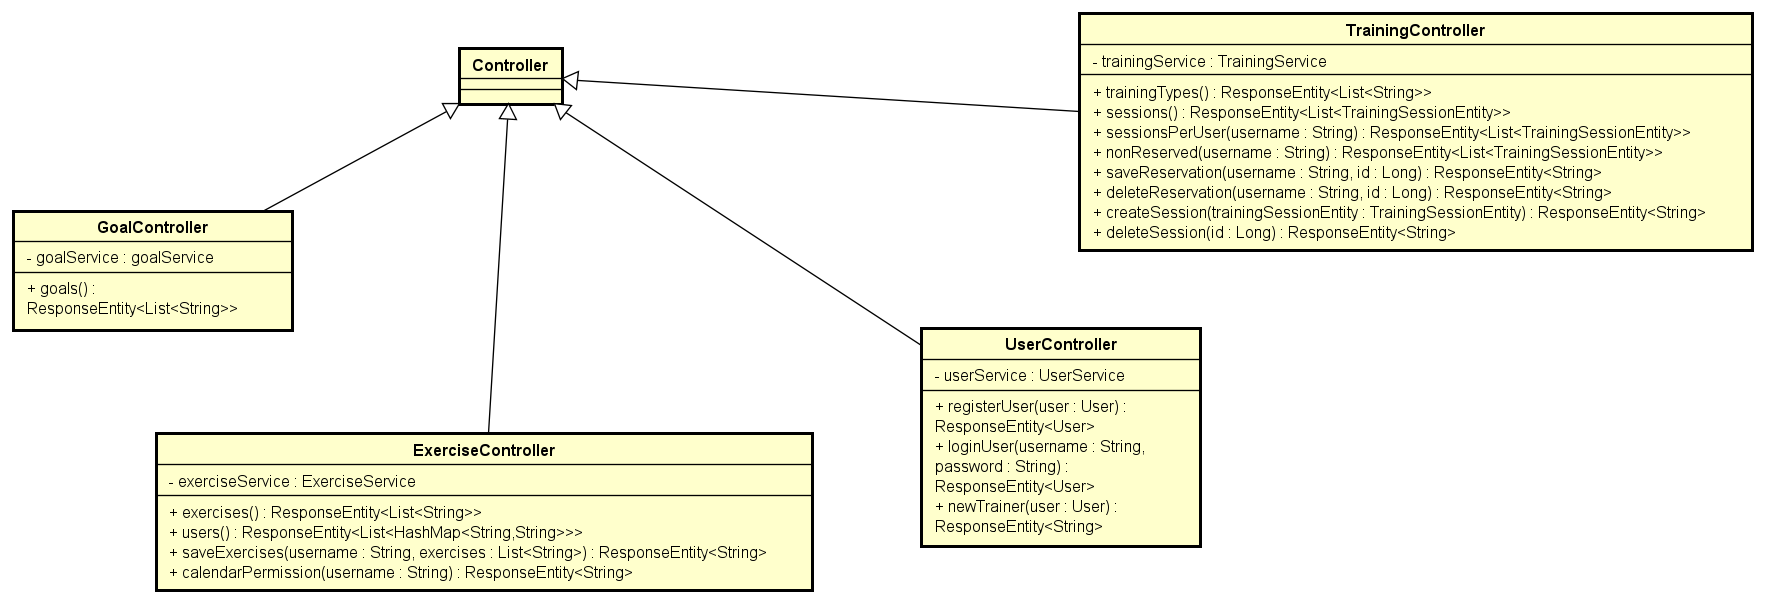 Controller
TrainingController
- trainingService : TrainingService
+ trainingTypes() : ResponseEntity<List<String>>
+ sessions() : ResponseEntity<List<TrainingSessionEntity>>
+ sessionsPerUser(username : String) : ResponseEntity<List<TrainingSessionEntity>>
+ nonReserved(username : String) : ResponseEntity<List<TrainingSessionEntity>>
+ saveReservation(username : String, id : Long) : ResponseEntity<String>
+ deleteReservation(username : String, id : Long) : ResponseEntity<String>
+ createSession(trainingSessionEntity : TrainingSessionEntity) : ResponseEntity<String>
+ deleteSession(id : Long) : ResponseEntity<String>
GoalController
- goalService : goalService
+ goals() :
ResponseEntity<List<String>>
UserController
- userService : UserService
+ registerUser(user : User) :
ResponseEntity<User>
+ loginUser(username : String,
password : String) :
ResponseEntity<User>
+ newTrainer(user : User) :
ResponseEntity<String>
ExerciseController
- exerciseService : ExerciseService
+ exercises() : ResponseEntity<List<String>>
+ users() : ResponseEntity<List<HashMap<String,String>>>
+ saveExercises(username : String, exercises : List<String>) : ResponseEntity<String>
+ calendarPermission(username : String) : ResponseEntity<String>